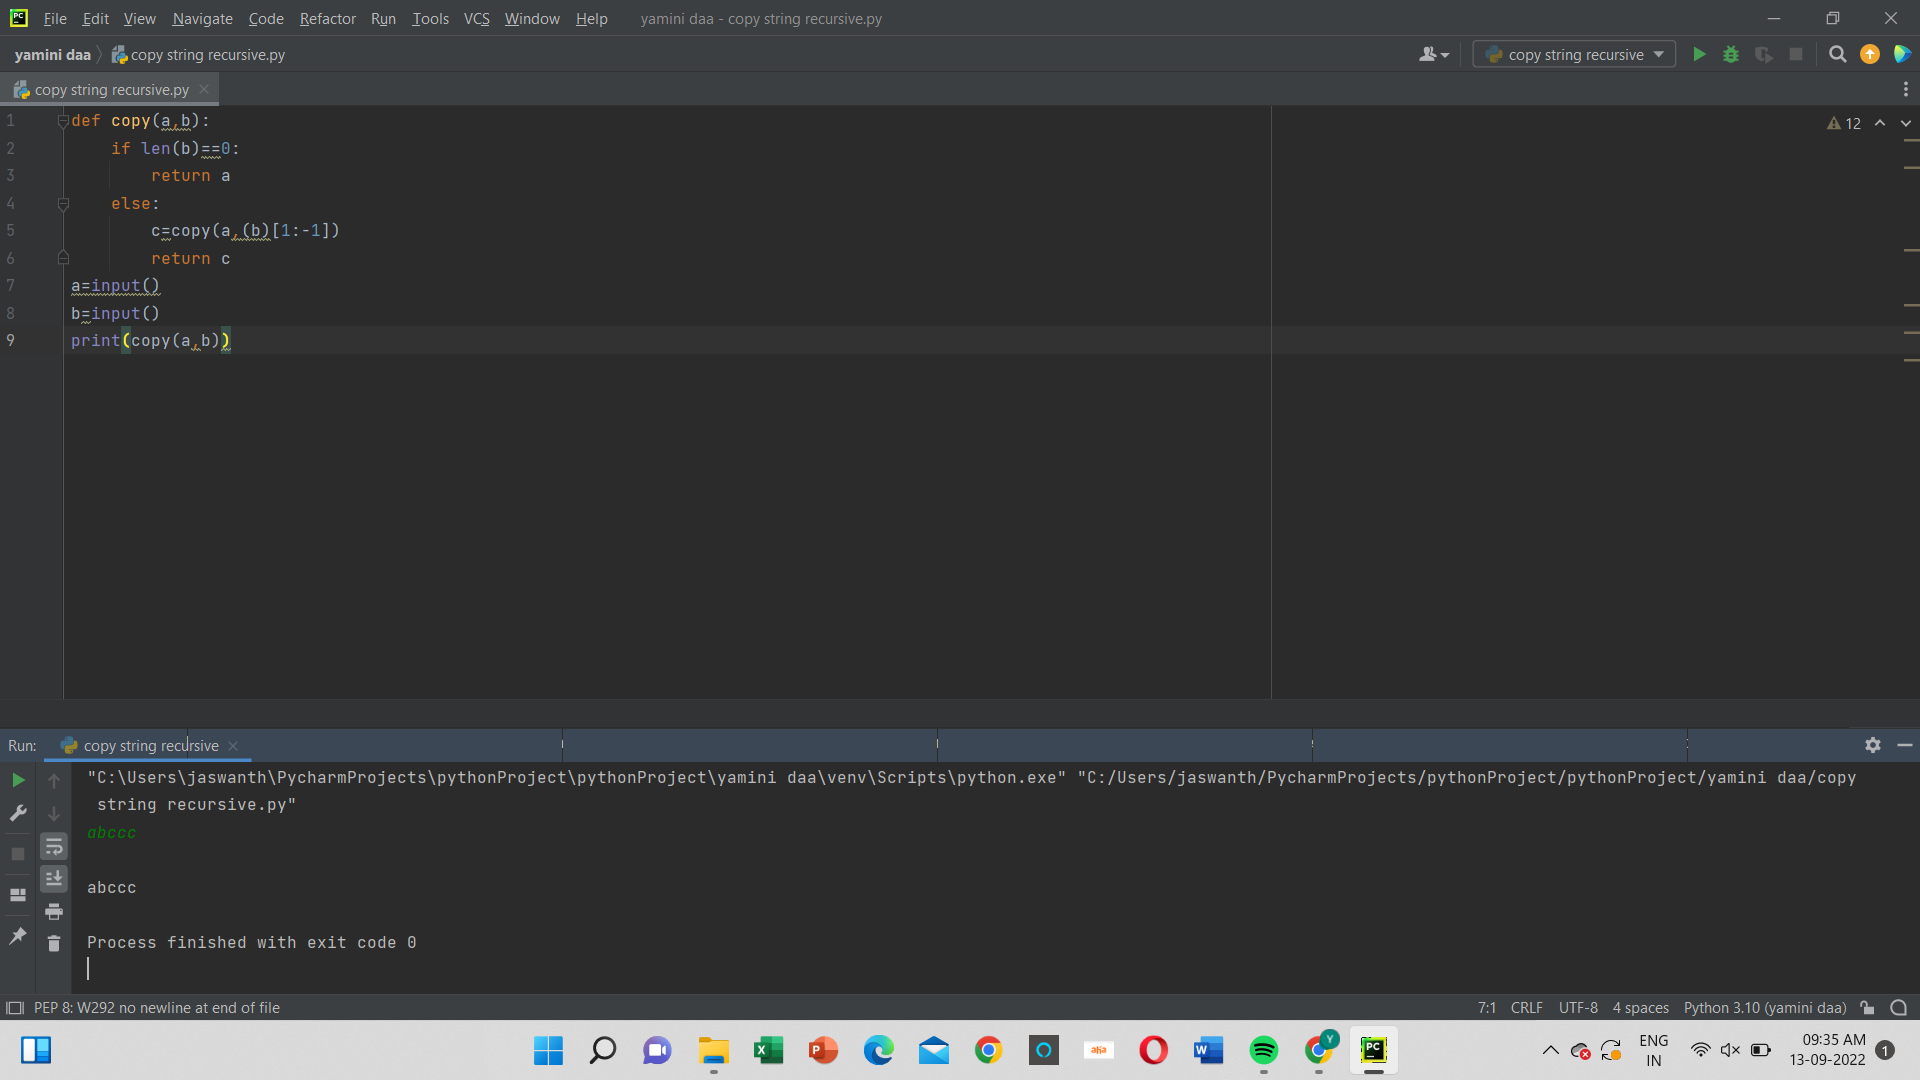 File Edit View Navigate Code Refactor Run Tools VCS Window Help yamini daa - copy string recursive.py
yamini daa copy string recursive.py copy string recursive
copy string recursive.py
1 def copy(a,b): 12
2 if len(b)==0:
3 return a
4 else:
5 c=copy(a,(b)[1:-1])
6 return c
7 a=input()
8 b=input()
9 print(copy(a,b))
Run: copy string recursive
"C:\Users\jaswanth\PycharmProjects\pythonProject\pythonProject\yamini daa\venv\Scripts\python.exe" "C:/Users/jaswanth/PycharmProjects/pythonProject/pythonProject/yamini daa/copy
string recursive.py"
abccc
abccc
Process finished with exit code 0
PEP 8: W292 no newline at end of file 7:1 CRLF UTF-8 4 spaces Python 3.10 (yamini daa)
ENG 09:35 AM
IN 13-09-2022 1